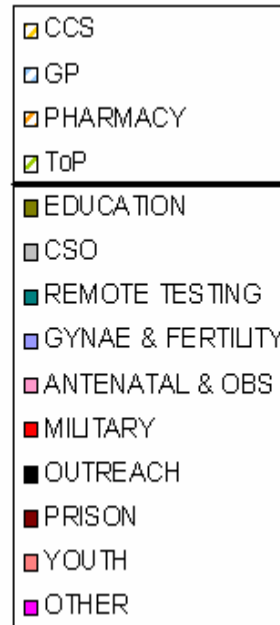 CCS
GP
PHARMACY
ToP
EDUCATION
CSO
REMOTE TESTING
GYNAE & FERTILITY
ANTENATAL & OBS
MILITARY
OUTREACH
PRISON
YOUTH
OTHER